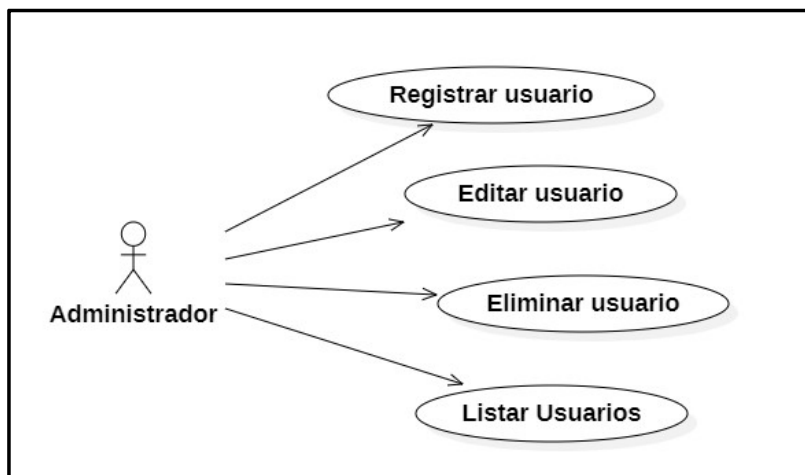 Registrar usuario
Editar usuario
Eliminar usuario
Administrador
Listar Usuarios